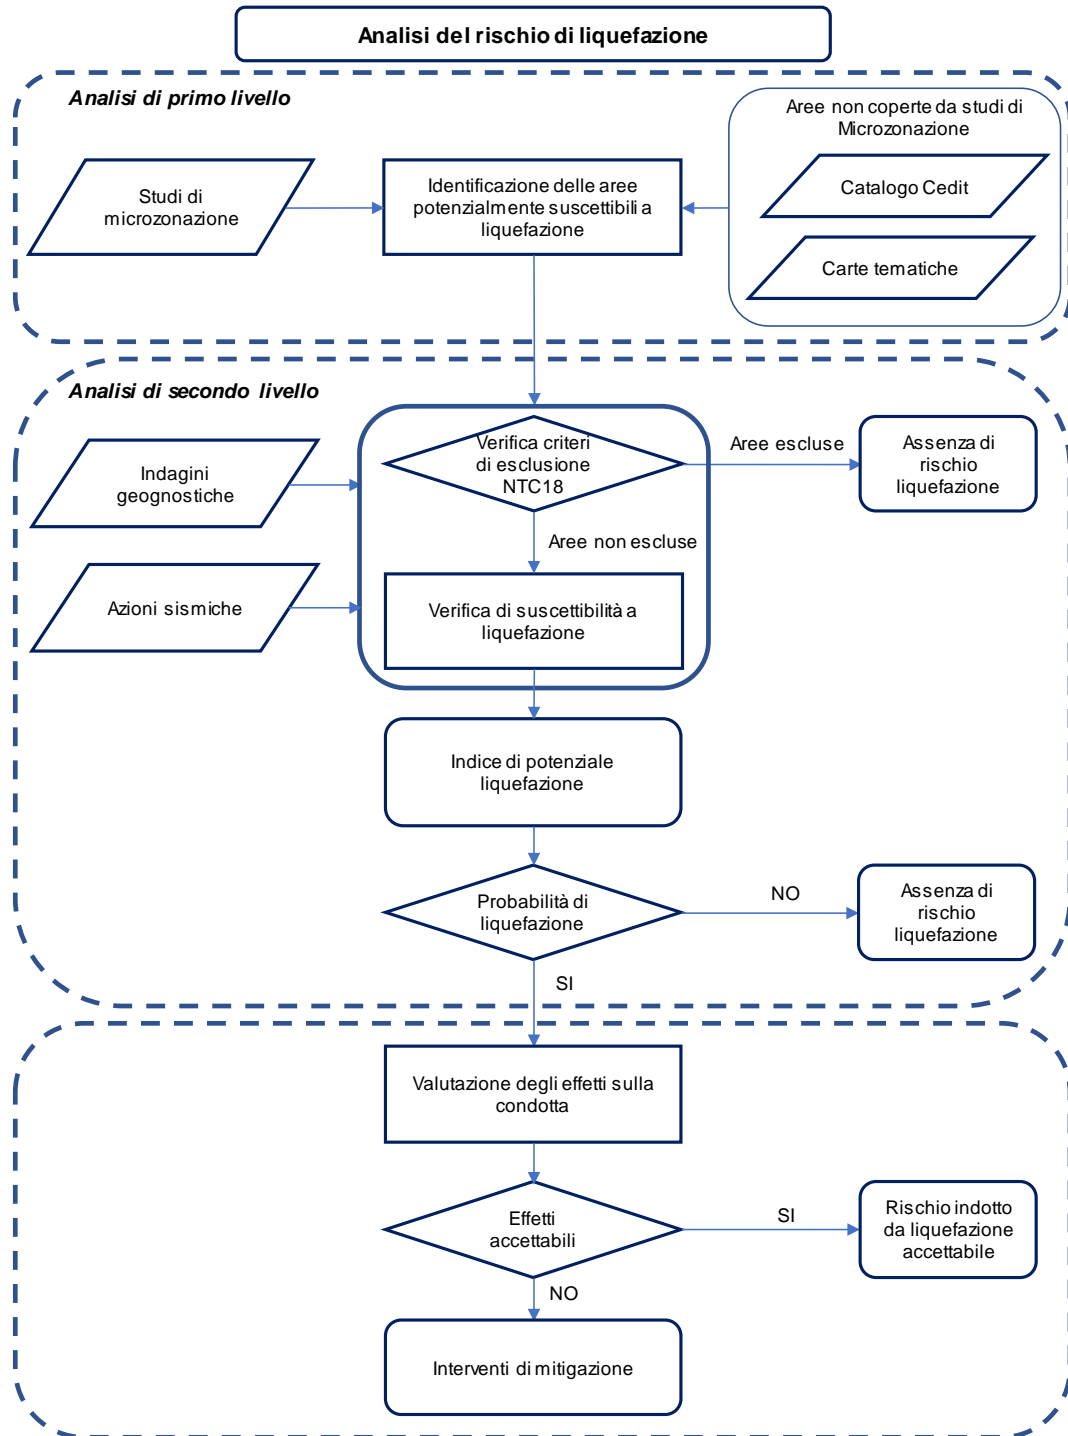 Analisi del rischio di liquefazione
Analisi di primo livello
Studi di
microzonazione
Identificazione delle aree
potenzialmente suscettibili a
liquefazione
Aree non coperte da studi di
Microzonazione
Catalogo Cedit
Carte tematiche
Analisi di secondo livello
Indagini
geognostiche
Azioni sismiche
Verifica criteri
di esclusione
NTC18
Aree escluse
Assenza di
rischio
liquefazione
Aree non escluse
Verifica di suscettibilità a
liquefazione
Indice di potenziale
liquefazione
Probabilità di
liquefazione
NO
Assenza di
rischio
liquefazione
SI
Valutazione degli effetti sulla
condotta
Effetti
accettabili
SI
Rischio indotto
da liquefazione
accettabile
NO
Interventi di mitigazione